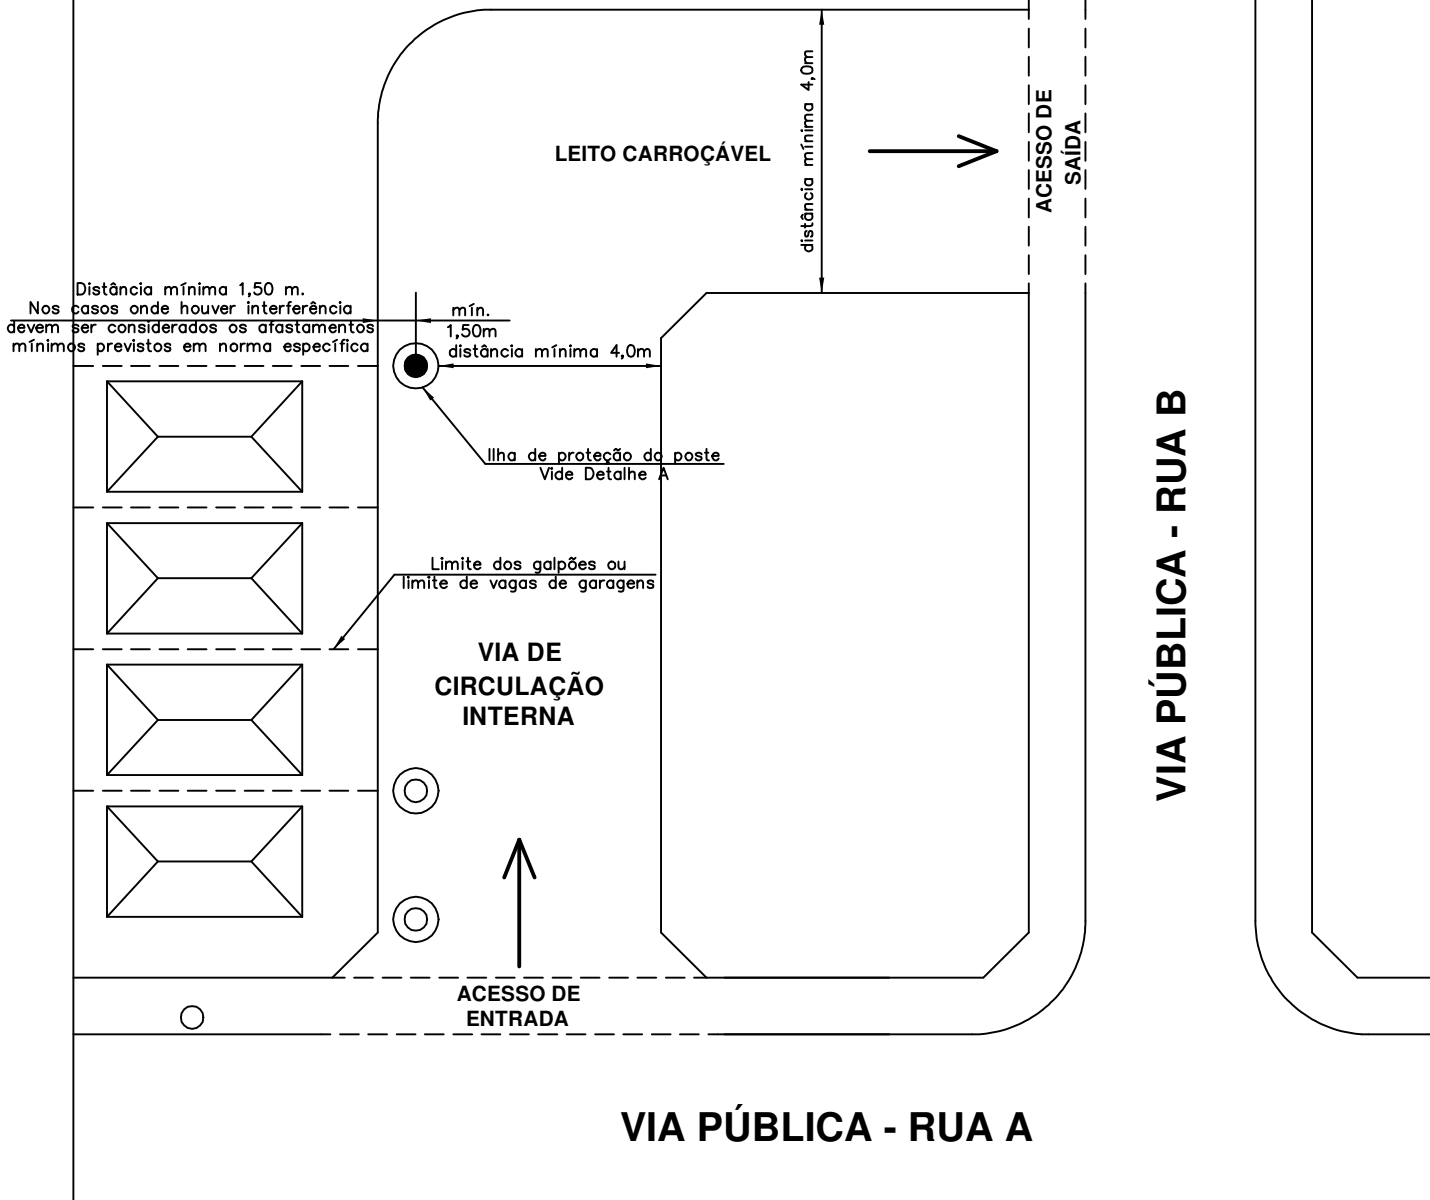 distância mínima 4,0m
LEITO CARROÇÁVEL
ACESSO DE
SAÍDA
Distância mínima 1,50 m.
Nos casos onde houver interferência
devem ser considerados os afastamentos
mínimos previstos em norma específica
mín.
1,50m
distância mínima 4,0m
Ilha de proteção do poste
Vide Detalhe A
Limite dos galpões ou
limite de vagas de garagens
VIA DE
CIRCULAÇÃO
INTERNA
VIA PÚBLICA - RUA B
ACESSO DE
ENTRADA
VIA PÚBLICA - RUA A